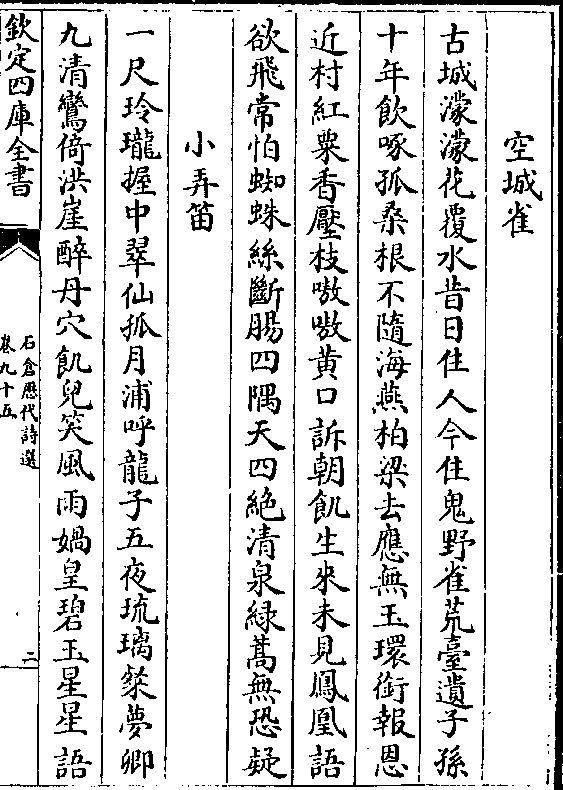 空城雀
古城濛濛花覆水昔日住人今住鬼野雀荒臺遺子孫
十年飲啄孤桑根不隨海燕柏梁去應無玉環銜報恩
近村紅粟香壓枝嗷嗷黄口訴朝飢生來未見鳳凰語
欲飛常怕蜘蛛絲斷腸四隅天四絶清泉緑蒿無恐疑
小弄笛
一尺玲瓏握中翠仙孤月浦呼龍子五夜琉璃粲夢卿
九清鸞倚洪崖醉丹穴飢兒笑風雨媧皇碧玉星星語
欽定四庫全書
石倉歷代詩選
卷九十五
二